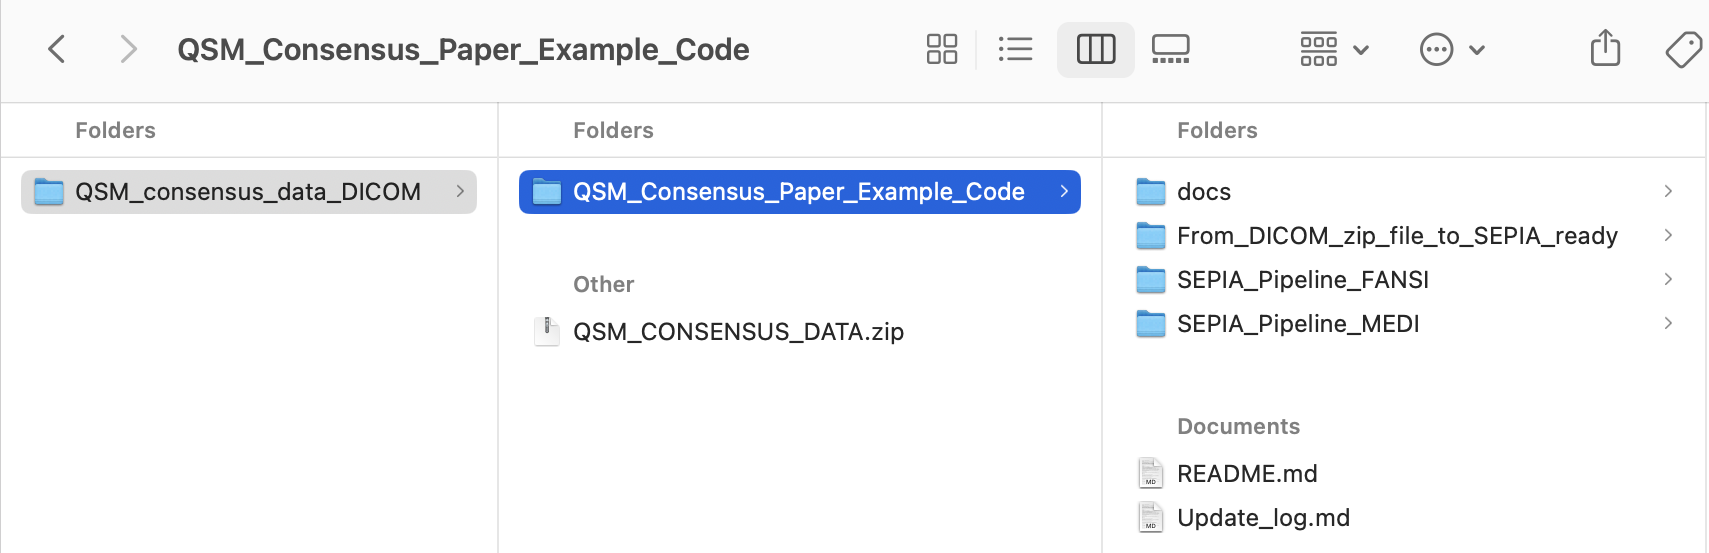 QSM_Consensus_Paper_Example_Code
Folders
QSM_consensus_data_DICOM
Folders
QSM_Consensus_Paper_Example_Code
Other
QSM_CONSENSUS_DATA.zip
Folders
docs
From_DICOM_zip_file_to_SEPIA_ready
SEPIA_Pipeline_FANSI
SEPIA_Pipeline_MEDI
Documents
MD README.md
MD Update_log.md